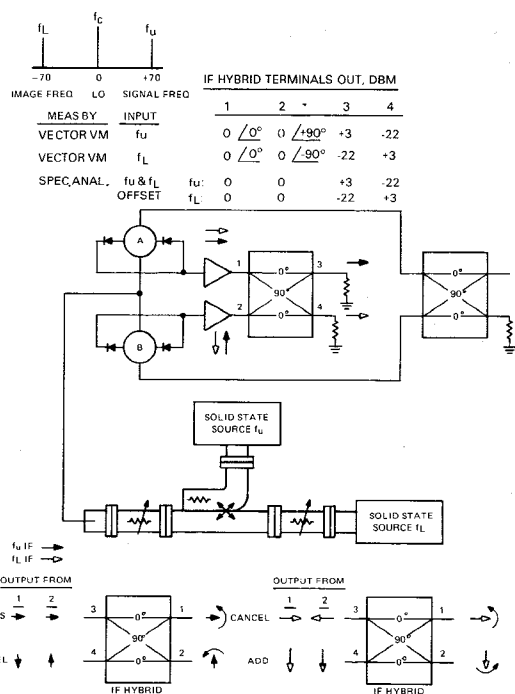 fL fc fu
-70 0 +70
IMAGE FREQ LO SIGNAL FREQ
IF HYBRID TERMINALS OUT, DBM
1 2 3 4
MEAS BY INPUT
VECTOR VM fu 0 /0° 0 /+90° +3 -22
VECTOR VM fL 0 /0° 0 /-90° -22 +3
SPEC, ANAL, fu & fL fu: 0 0 +3 -22
OFFSET fL: 0 0 -22 +3
A
1 0° 3
90°
2 0° 4
B
0°
90°
0°
SOLID STATE
SOURCE fu
SOLID STATE
SOURCE fL
fu IF
fL IF
OUTPUT FROM
1 2
S
3 0° 1
90°
EL
4 0° 2
IF HYBRID
OUTPUT FROM
1 2
CANCEL
3 0° 1
90°
ADD
4 0° 2
IF HYBRID